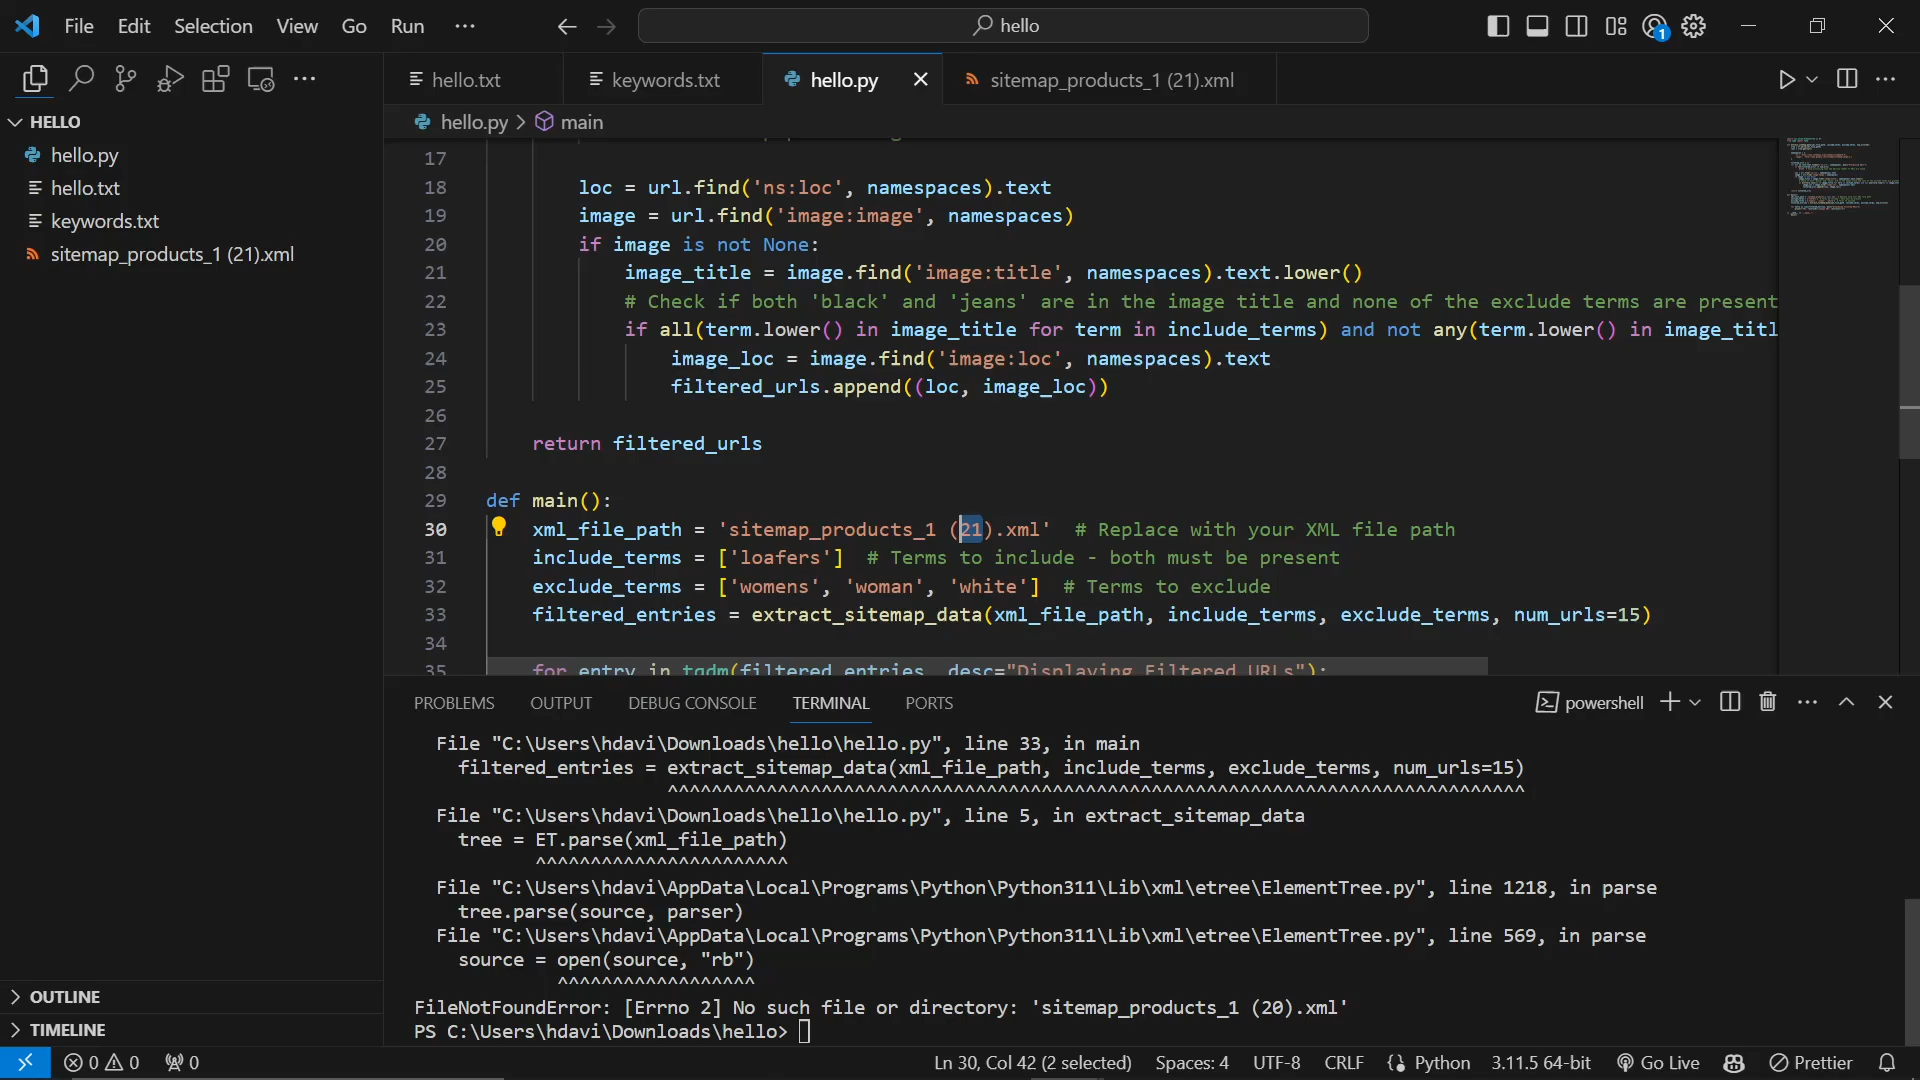 File Edit Selection View Go Run ···
hello
1
hello.txt
keywords.txt
hello.py
sitemap_products_1 (21).xml
HELLO
hello.py
hello.txt
keywords.txt
sitemap_products_1 (21).xml
OUTLINE
TIMELINE
hello.py > main
17
18 loc = url.find('ns:loc', namespaces).text
19 image = url.find('image:image', namespaces)
20 if image is not None:
21 image_title = image.find('image:title', namespaces).text.lower()
22 # Check if both 'black' and 'jeans' are in the image title and none of the exclude terms are present
23 if all(term.lower() in image_title for term in include_terms) and not any(term.lower() in image_titl
24 image_loc = image.find('image:loc', namespaces).text
25 filtered_urls.append((loc, image_loc))
26
27 return filtered_urls
28
29 def main():
30 xml_file_path = 'sitemap_products_1 (21).xml' # Replace with your XML file path
31 include_terms = ['loafers'] # Terms to include - both must be present
32 exclude_terms = ['womens', 'woman', 'white'] # Terms to exclude
33 filtered_entries = extract_sitemap_data(xml_file_path, include_terms, exclude_terms, num_urls=15)
34
35 for entry in tqdm(filtered_entries, desc="Displaying Filtered URLs"):
PROBLEMS OUTPUT DEBUG CONSOLE TERMINAL PORTS
powershell
File "C:\Users\hdavi\Downloads\hello\hello.py", line 33, in main
filtered_entries = extract_sitemap_data(xml_file_path, include_terms, exclude_terms, num_urls=15)
^^^^^^^^^^^^^^^^^^^^^^^^^^^^^^^^^^^^^^^^^^^^^^^^^^^^^^^^^^^^^^^^^^^^^^^^^^^^^^
File "C:\Users\hdavi\Downloads\hello\hello.py", line 5, in extract_sitemap_data
tree = ET.parse(xml_file_path)
^^^^^^^^^^^^^^^^^^^^^^^
File "C:\Users\hdavi\AppData\Local\Programs\Python\Python311\Lib\xml\etree\ElementTree.py", line 1218, in parse
tree.parse(source, parser)
File "C:\Users\hdavi\AppData\Local\Programs\Python\Python311\Lib\xml\etree\ElementTree.py", line 569, in parse
source = open(source, "rb")
^^^^^^^^^^^^^^^^^^
FileNotFoundError: [Errno 2] No such file or directory: 'sitemap_products_1 (20).xml'
PS C:\Users\hdavi\Downloads\hello>
0 0 0 Ln 30, Col 42 (2 selected) Spaces: 4 UTF-8 CRLF Python 3.11.5 64-bit Go Live Prettier